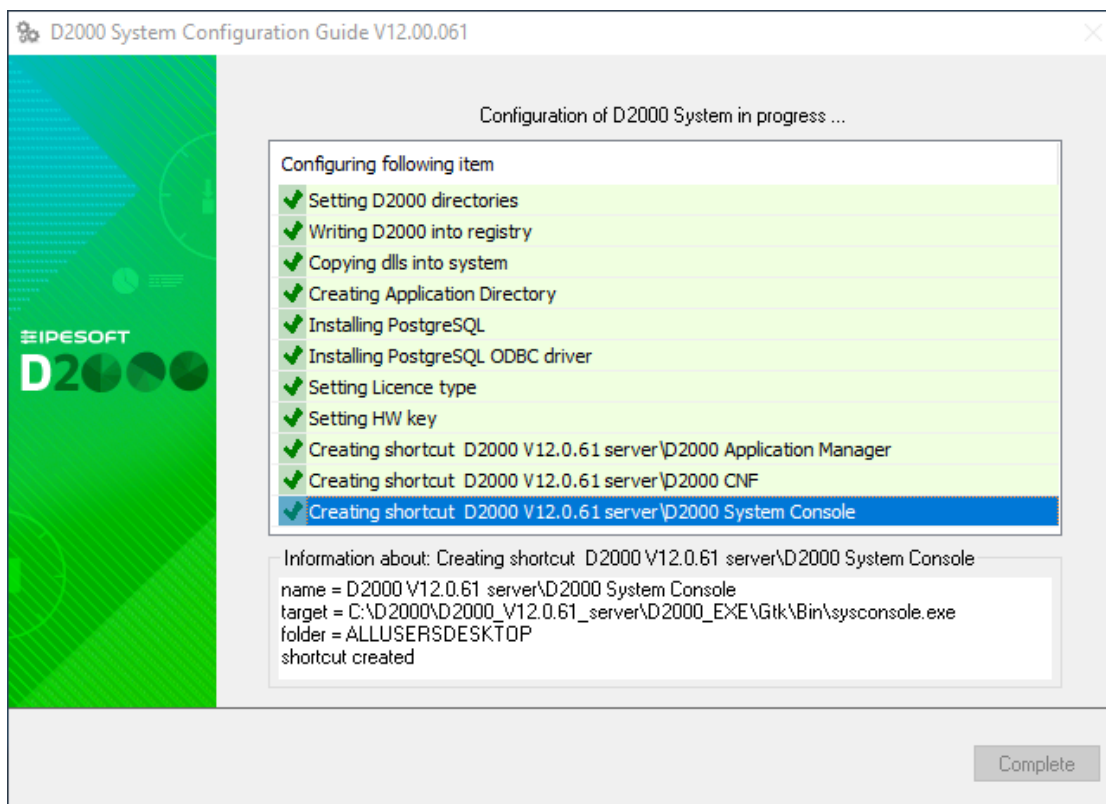 D2000 System Configuration Guide V12.00.061
Configuration of D2000 System in progress ...
Configuring following item
Setting D2000 directories
Writing D2000 into registry
Copying dlls into system
Creating Application Directory
Installing PostgreSQL
Installing PostgreSQL ODBC driver
Setting Licence type
Setting HW key
Creating shortcut D2000 V12.0.61 server\D2000 Application Manager
Creating shortcut D2000 V12.0.61 server\D2000 CNF
Creating shortcut D2000 V12.0.61 server\D2000 System Console
IPESOFT
D2000
Information about: Creating shortcut D2000 V12.0.61 server\D2000 System Console
name = D2000 V12.0.61 server\D2000 System Console
target = C:\D2000\D2000_V12.0.61_server\D2000_EXE\Gtk\Bin\sysconsole.exe
folder = ALLUSERSDESKTOP
shortcut created
Complete